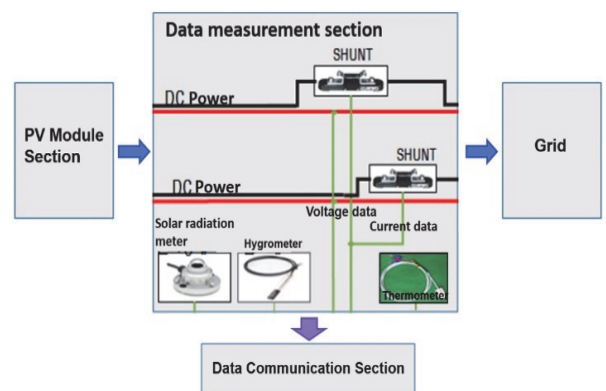 Data measurement section
SHUNT
DC Power
PV Module
Section
Grid
SHUNT
DC Power
Voltage data
Solar radiation
meter
Hygrometer
Current data
Thermometer
Data Communication Section